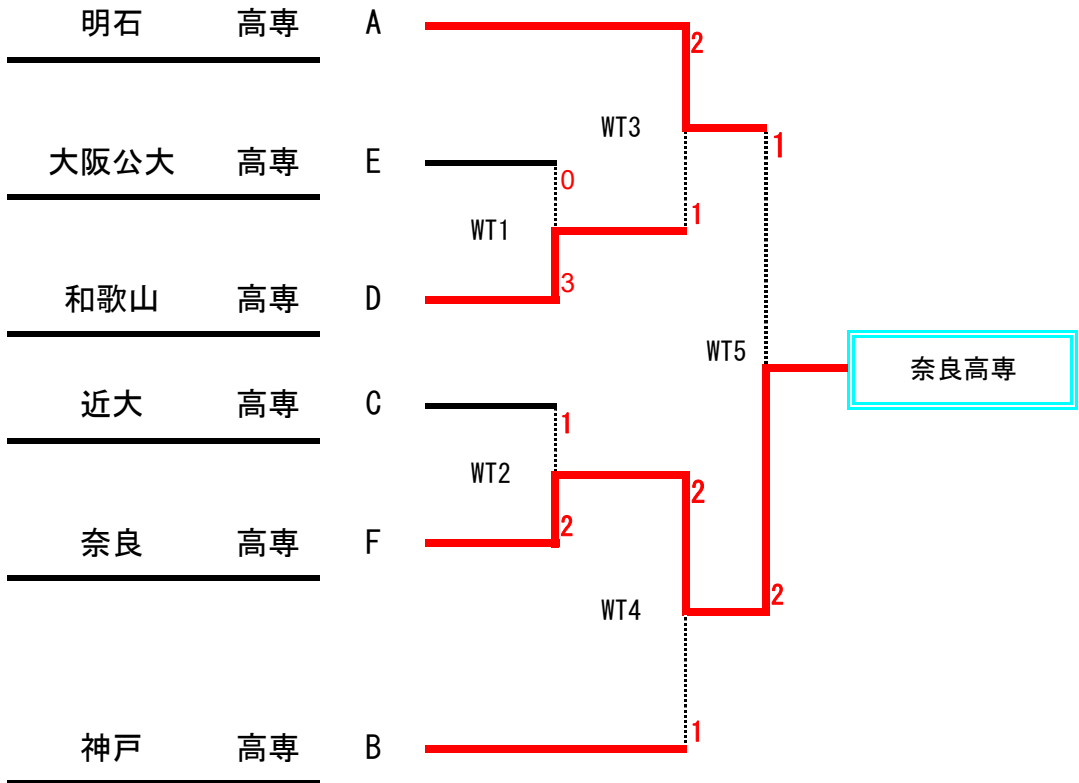 明石 高専 A
2
WT3
1
大阪公大 高専 E
0
WT1
1
和歌山 高専 D
3
WT5
奈良高専
近大 高専 C
1
WT2
2
奈良 高専 F
2
WT4
2
神戸 高専 B
1